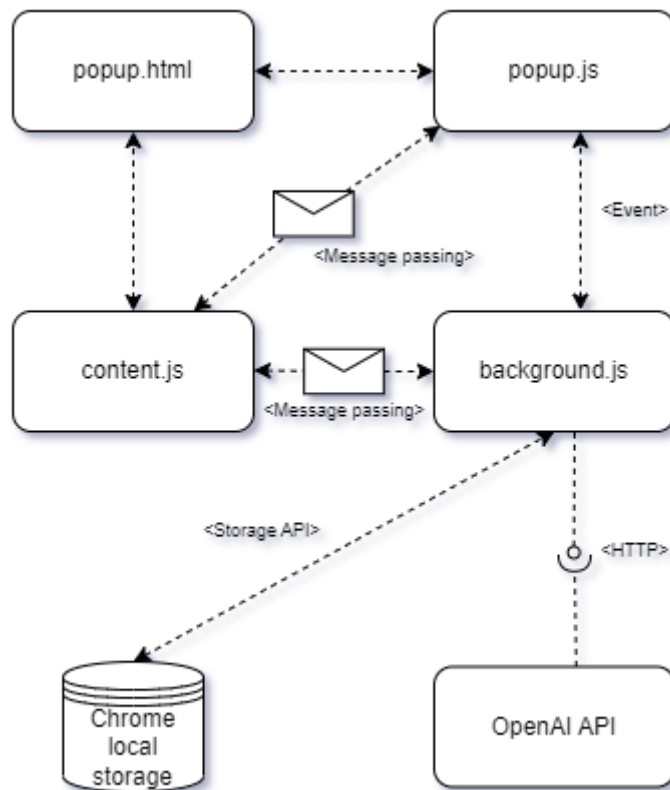 popup.html
popup.js
<Event>
<Message passing>
content.js
background.js
<Message passing>
<Storage API>
<HTTP>
Chrome
local
storage
OpenAI API